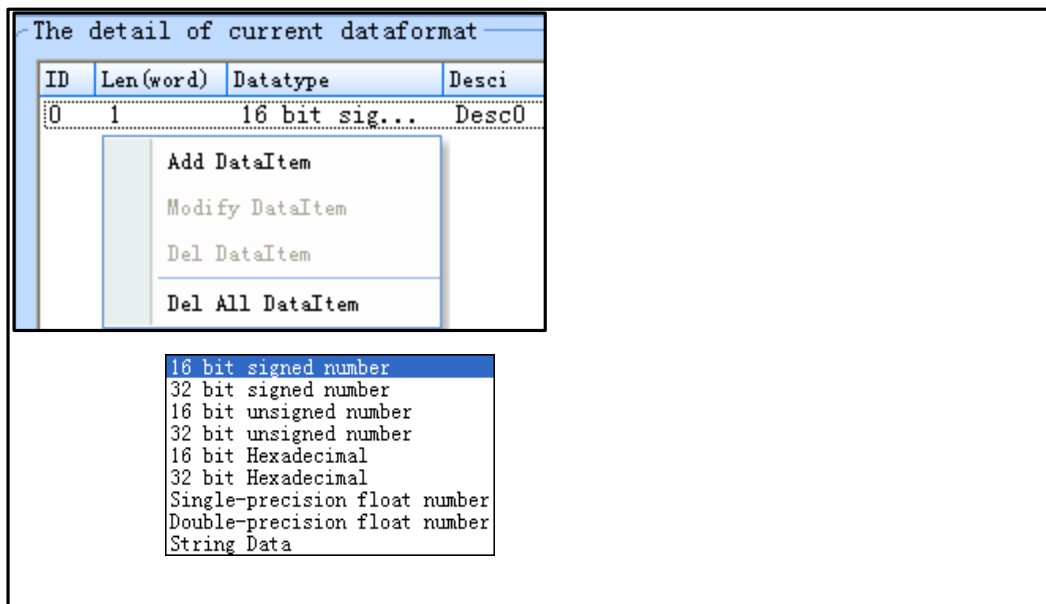 The detail of current dataformat
ID Len(word) Datatype Desci
0 1 16 bit sig... Desc0
Add DataItem
Modify DataItem
Del DataItem
Del All DataItem
16 bit signed number
32 bit signed number
16 bit unsigned number
32 bit unsigned number
16 bit Hexadecimal
32 bit Hexadecimal
Single-precision float number
Double-precision float number
String Data